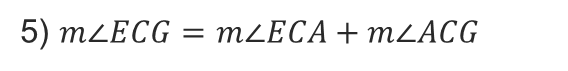 5) m∠ECG = m∠ECA + m∠ACG